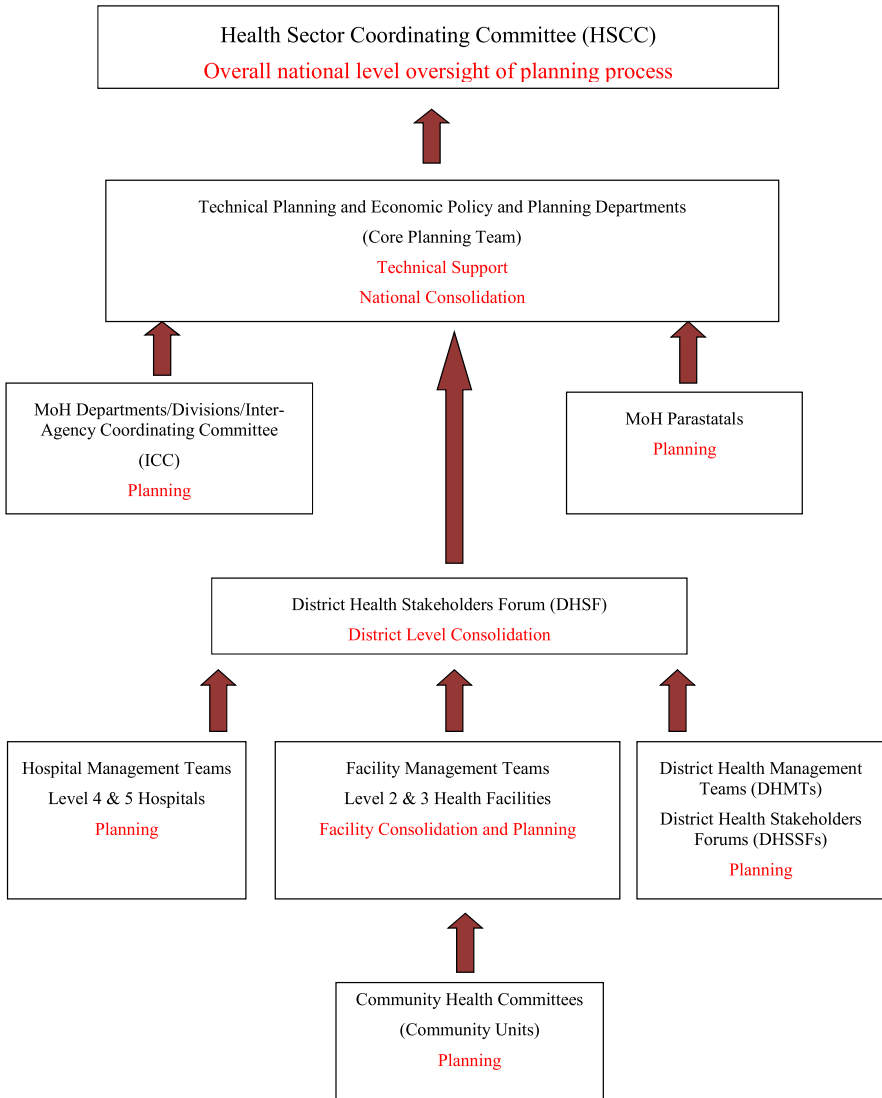 Health Sector Coordinating Committee (HSCC)
Overall national level oversight of planning process
Technical Planning and Economic Policy and Planning Departments
(Core Planning Team)
Technical Support
National Consolidation
MoH Departments/Divisions/Inter-
Agency Coordinating Committee
(ICC)
Planning
MoH Parastatals
Planning
District Health Stakeholders Forum (DHSF)
District Level Consolidation
Hospital Management Teams
Level 4 & 5 Hospitals
Planning
Facility Management Teams
Level 2 & 3 Health Facilities
Facility Consolidation and Planning
District Health Management
Teams (DHMTs)
District Health Stakeholders
Forums (DHSSFs)
Planning
Community Health Committees
(Community Units)
Planning